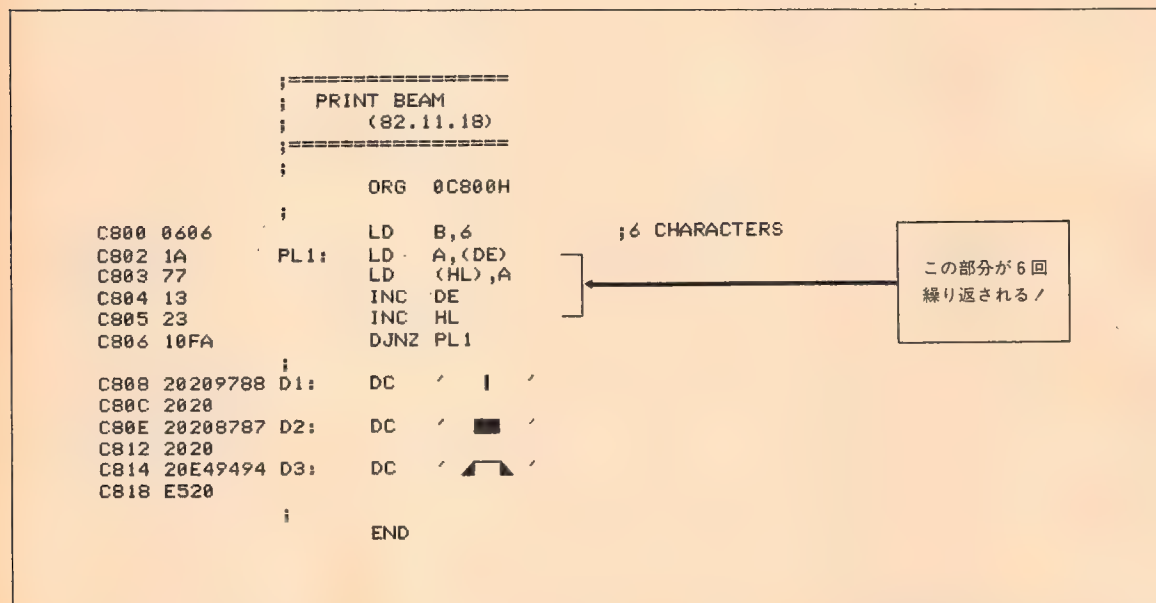 ;=================
;  PRINT BEAM
;      (82.11.18)
;=================
;
ORG 0C800H
;
C800 0606 LD B,6 ;6 CHARACTERS
C802 1A PL1: LD A,(DE)
C803 77 LD (HL),A
C804 13 INC DE
C805 23 INC HL
C806 10FA DJNZ PL1
;
C808 20209788 D1: DC ' '
C80C 2020
C80E 20208787 D2: DC ' '
C812 2020
C814 20E49494 D3: DC ' '
C818 E520
;
END
この部分が6回
繰り返される!